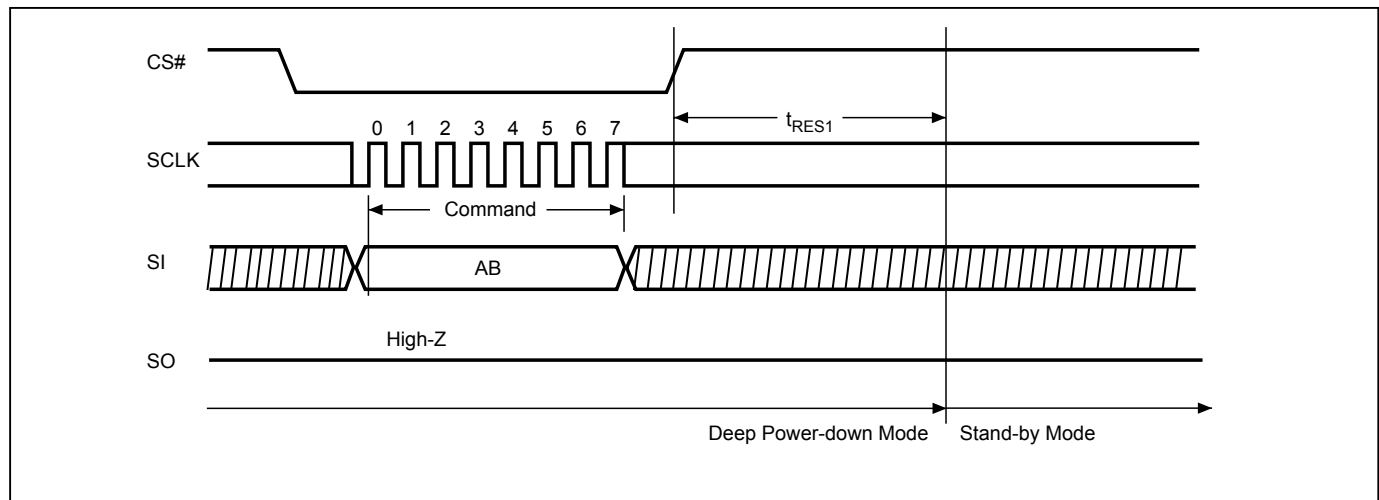 CS#
tRES1
0 1 2 3 4 5 6 7
SCLK
Command
SI
AB
High-Z
SO
Deep Power-down Mode
Stand-by Mode